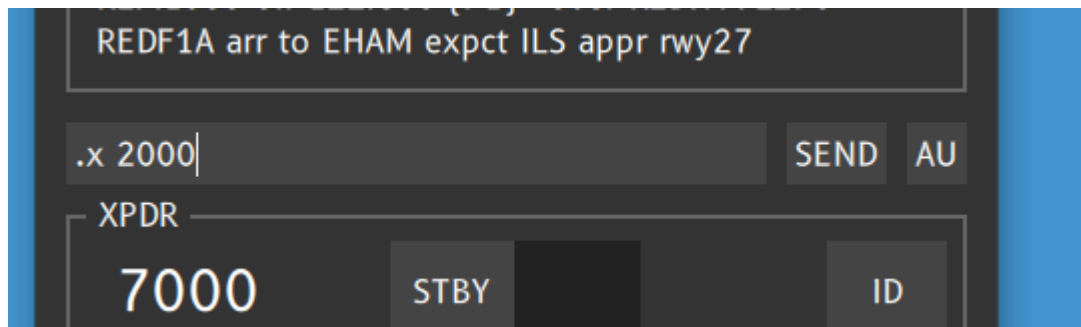 REDF1A arr to EHAM expct ILS appr rwy27
.x 2000 SEND AU
XPDR
7000 STBY ID